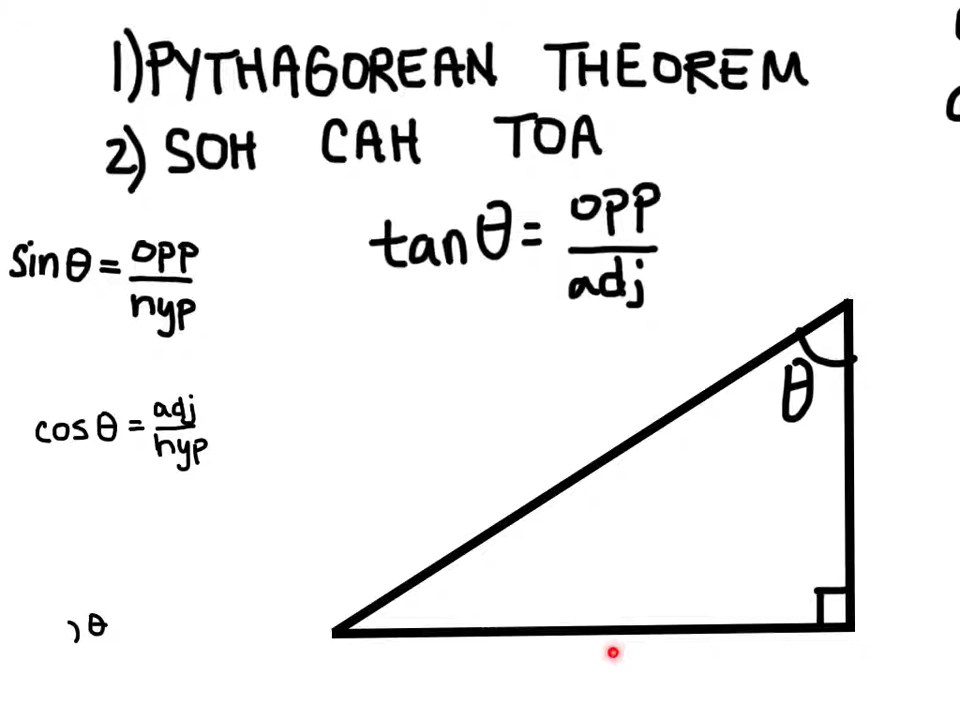 1) PYTHAGOREAN THEOREM
2) SOH CAH TOA
tanθ = opp/adj
sinθ = opp/hyp
cosθ = adj/hyp
θ
) θ